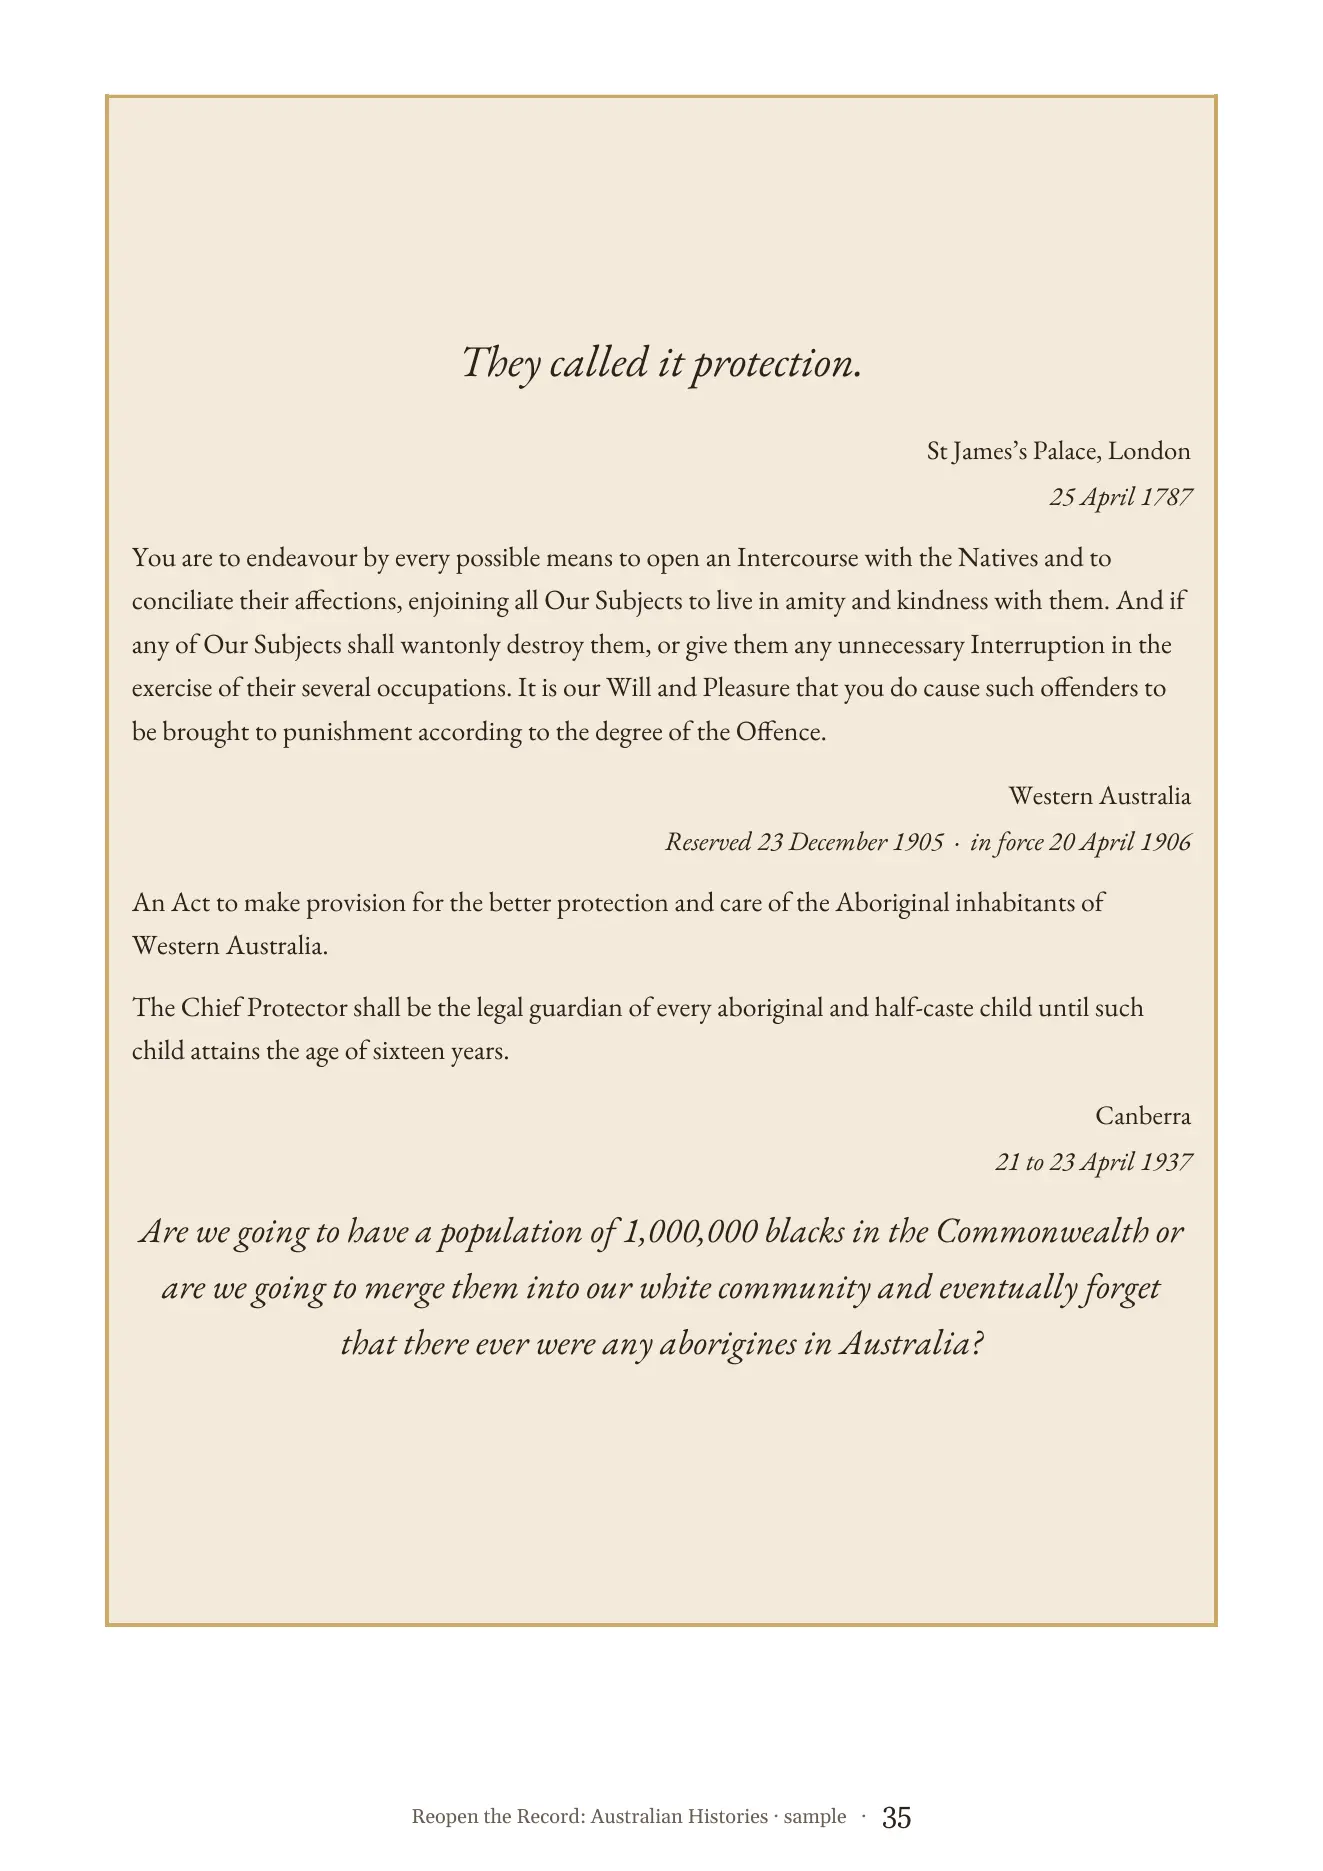 They called it protection.
St James’s Palace, London
25 April 1787
You are to endeavour by every possible means to open an Intercourse with the Natives and to
conciliate their affections, enjoining all Our Subjects to live in amity and kindness with them. And if
any of Our Subjects shall wantonly destroy them, or give them any unnecessary Interruption in the
exercise of their several occupations. It is our Will and Pleasure that you do cause such offenders to
be brought to punishment according to the degree of the Offence.
Western Australia
Reserved 23 December 1905 · in force 20 April 1906
An Act to make provision for the better protection and care of the Aboriginal inhabitants of
Western Australia.
The Chief Protector shall be the legal guardian of every aboriginal and half-caste child until such
child attains the age of sixteen years.
Canberra
21 to 23 April 1937
Are we going to have a population of 1,000,000 blacks in the Commonwealth or
are we going to merge them into our white community and eventually forget
that there ever were any aborigines in Australia?
Reopen the Record: Australian Histories · sample · 35